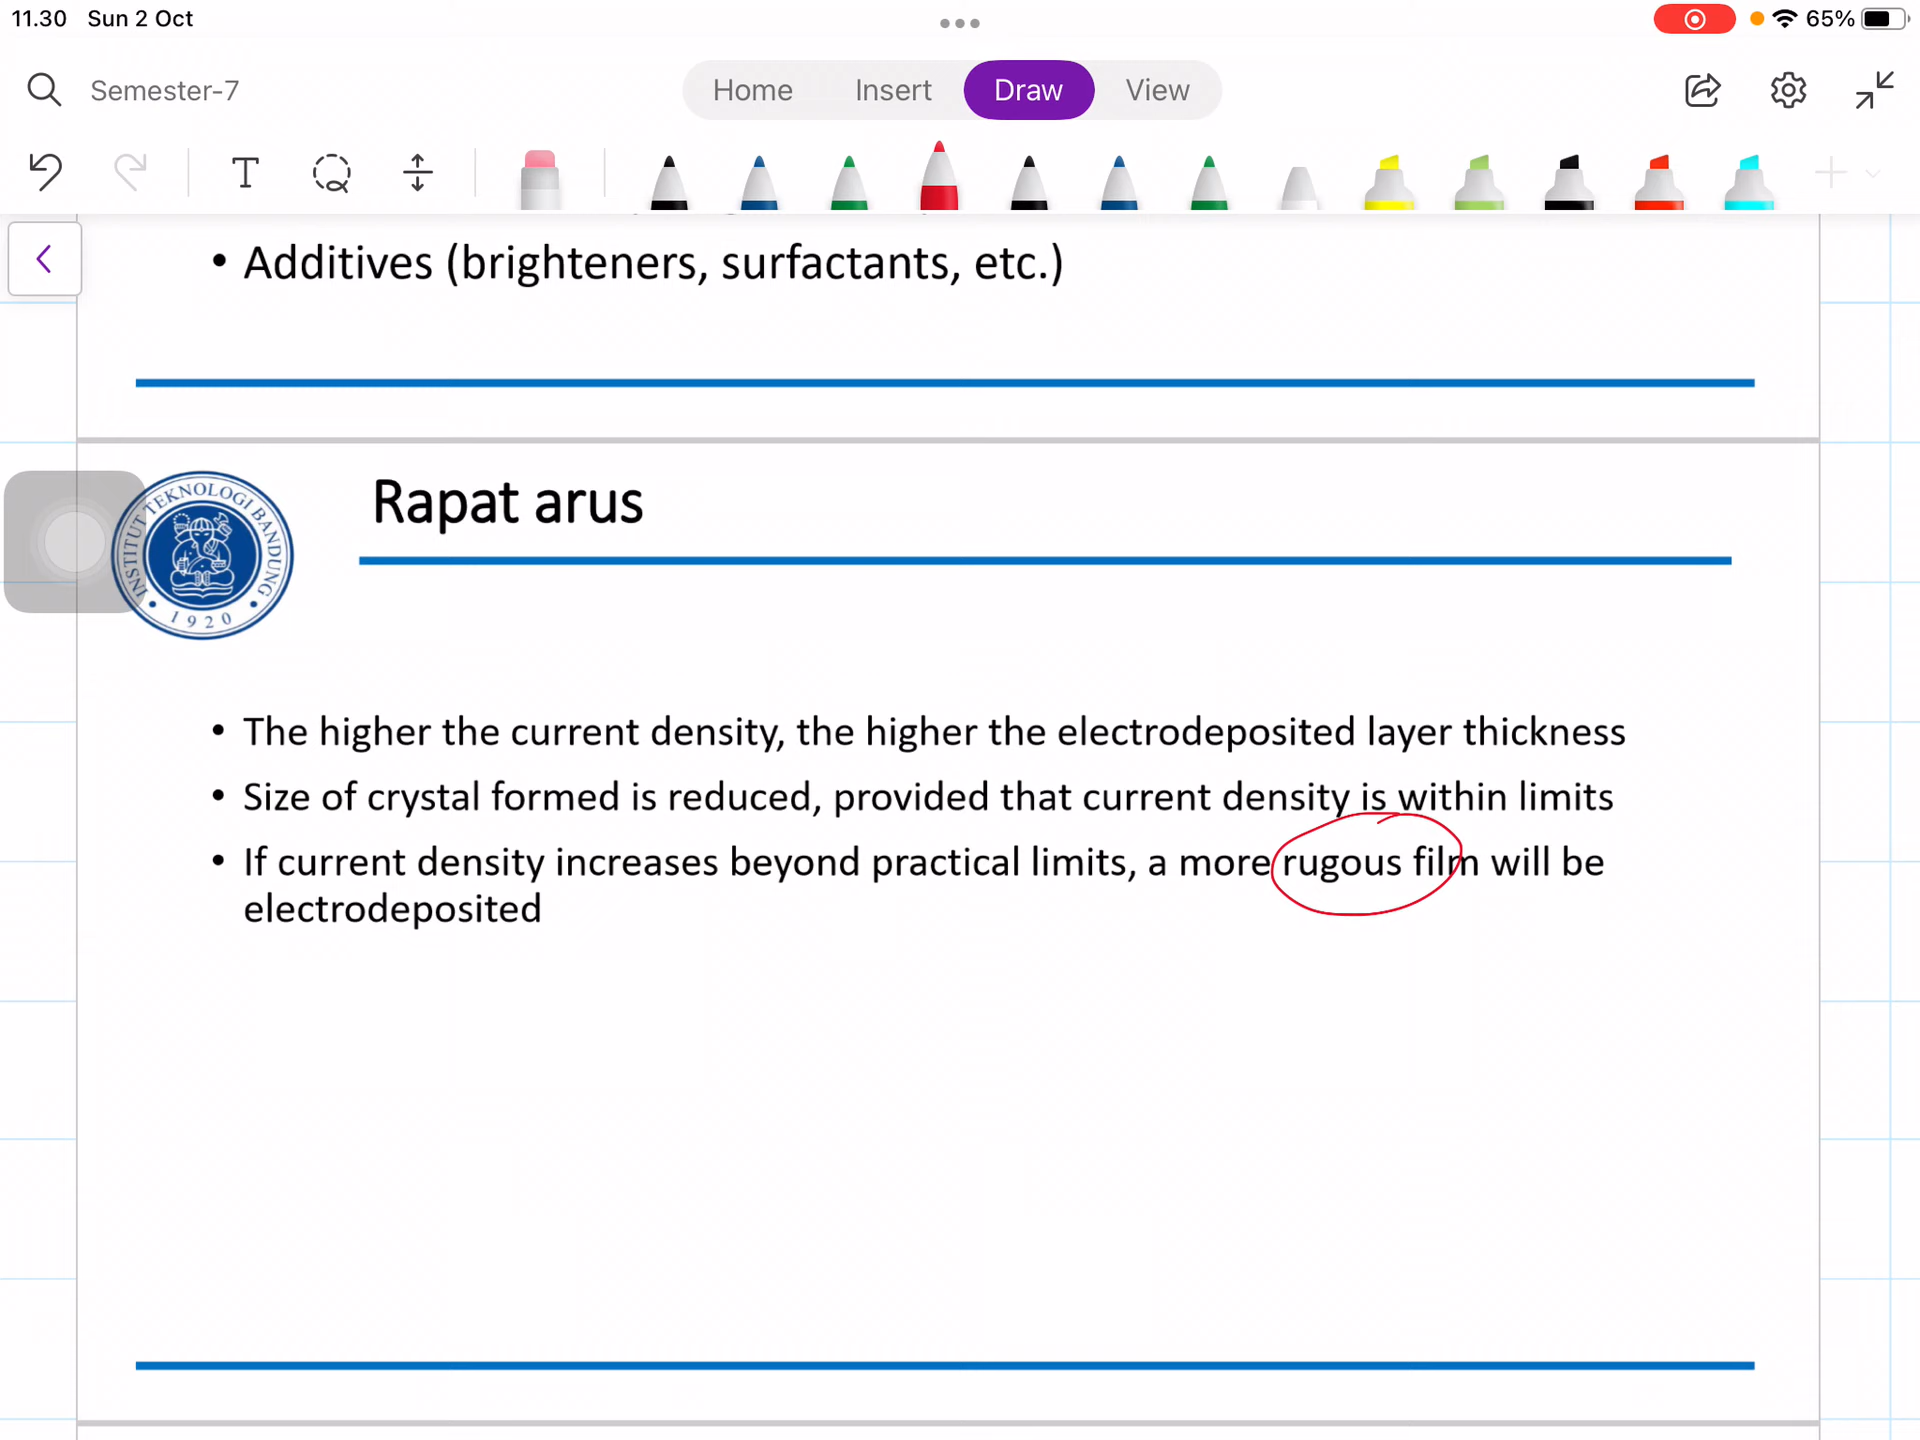 11.30 Sun 2 Oct
65%
Semester-7
Home Insert Draw View
T
• Additives (brighteners, surfactants, etc.)
INSTITUT TEKNOLOGI BANDUNG
1920
Rapat arus
• The higher the current density, the higher the electrodeposited layer thickness
• Size of crystal formed is reduced, provided that current density is within limits
• If current density increases beyond practical limits, a more rugous film will be
electrodeposited